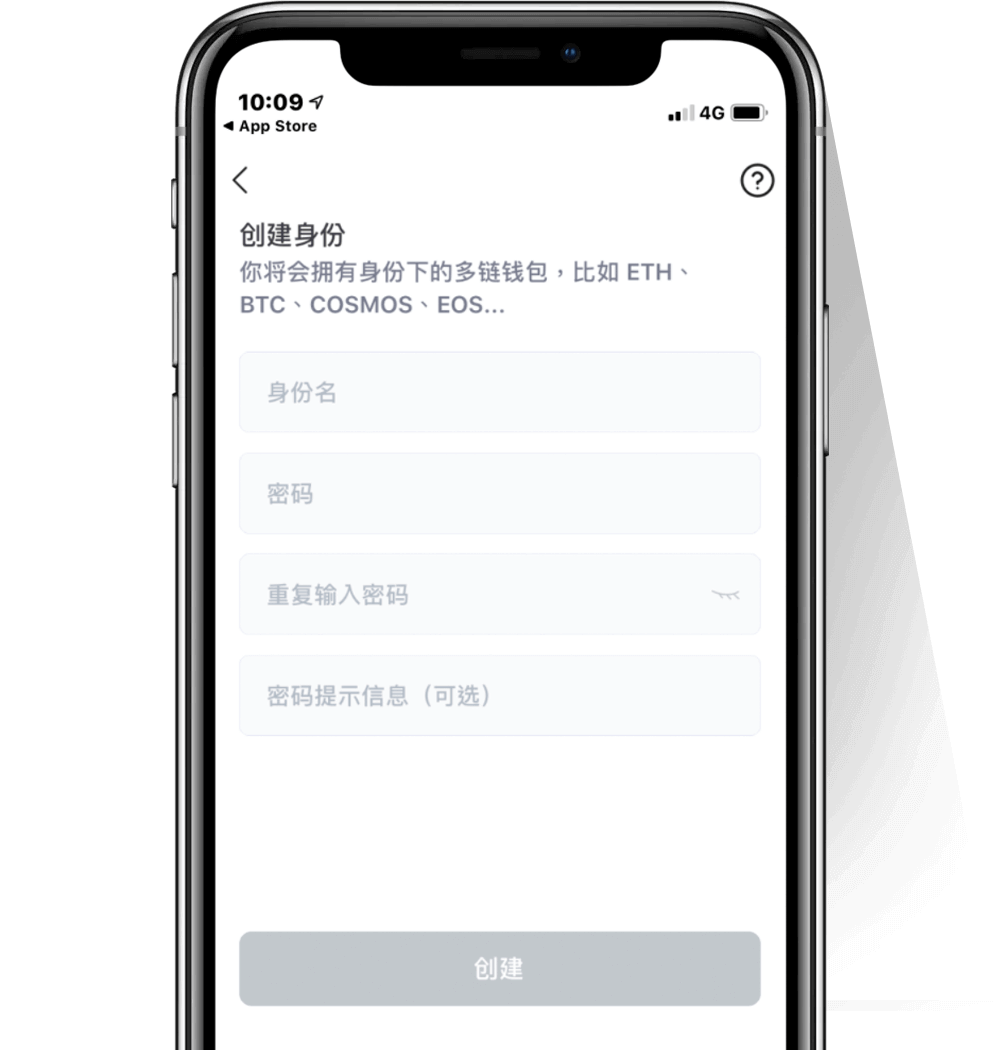 10:09
4G
◀ App Store
?
创建身份
你将会拥有身份下的多链钱包，比如 ETH、
BTC、COSMOS、EOS...
身份名
密码
重复输入密码
密码提示信息（可选）
创建